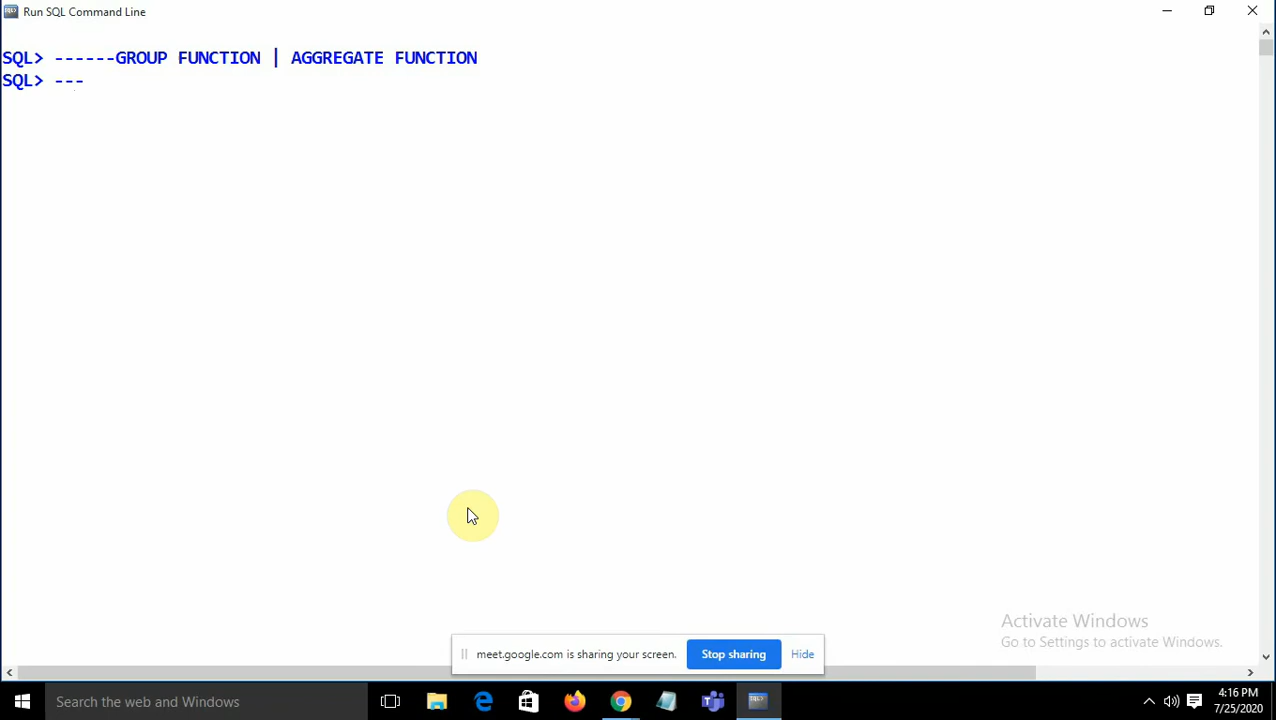 Run SQL Command Line
SQL> ------GROUP FUNCTION | AGGREGATE FUNCTION
SQL> ---
Activate Windows
Go to Settings to activate Windows.
meet.google.com is sharing your screen. Stop sharing Hide
Search the web and Windows
4:16 PM
7/25/2020